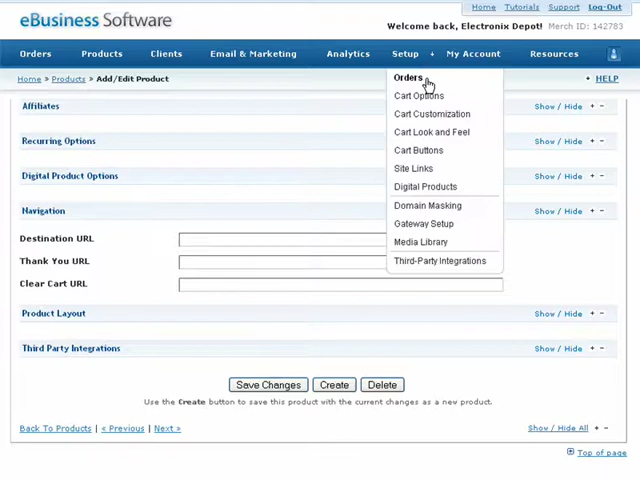 eBusiness Software
Home Tutorials Support Log-Out
Welcome back, Electronix Depot! Merch ID: 142783
Orders Products Clients Email & Marketing Analytics Setup My Account Resources
Home > Products > Add/Edit Product
+ HELP
Orders
Affiliates Show / Hide + −
Cart Options
Cart Customization
Cart Look and Feel
Recurring Options Show / Hide + −
Cart Buttons
Site Links
Digital Product Options Show / Hide + −
Digital Products
Domain Masking
Navigation Show / Hide + −
Gateway Setup
Destination URL
Media Library
Thank You URL
Third-Party Integrations
Clear Cart URL
Product Layout Show / Hide + −
Third Party Integrations Show / Hide + −
Save Changes Create Delete
Use the Create button to save this product with the current changes as a new product.
Back To Products | < Previous | Next >
Show / Hide All + −
Top of page